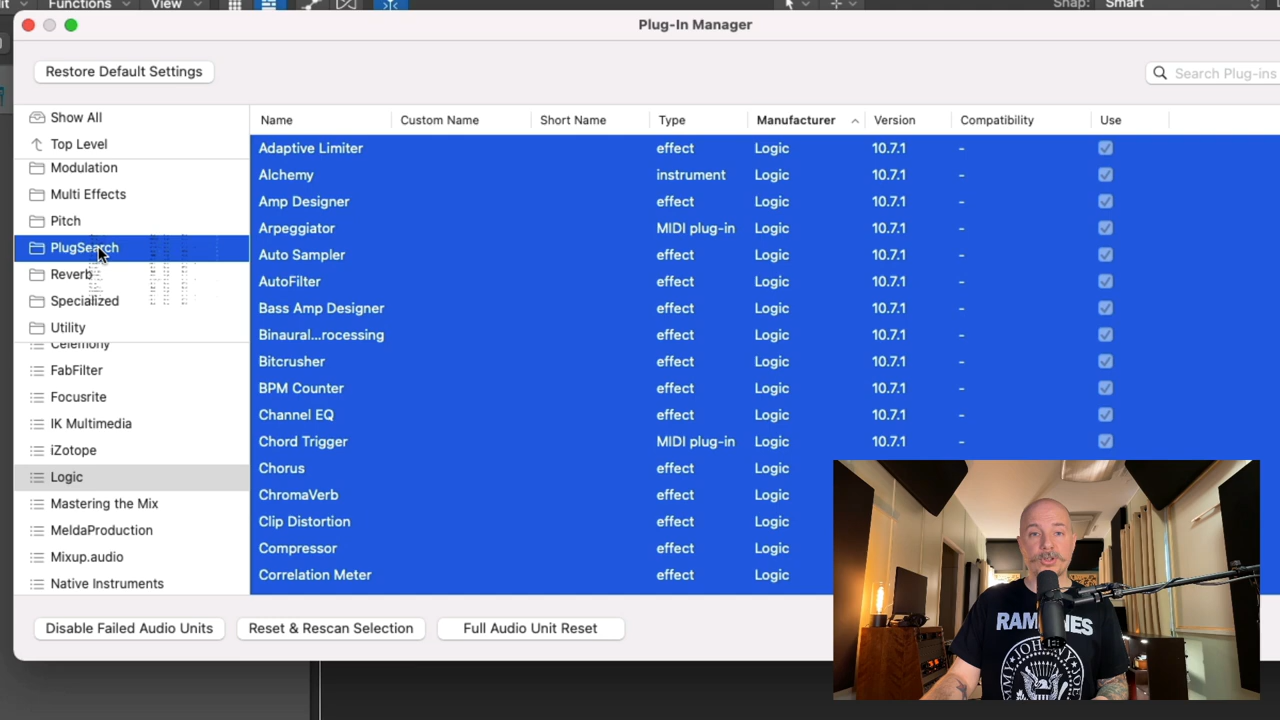 it Functions View Snap: Smart
Plug-In Manager
Restore Default Settings
Search Plug-ins
Show All
Top Level
Modulation
Multi Effects
Pitch
PlugSearch
Reverb
Specialized
Utility
Ceremony
FabFilter
Focusrite
IK Multimedia
iZotope
Logic
Mastering the Mix
MeldaProduction
Mixup.audio
Native Instruments
Name Custom Name Short Name Type Manufacturer Version Compatibility Use
Adaptive Limiter effect Logic 10.7.1 -
Alchemy instrument Logic 10.7.1 -
Amp Designer effect Logic 10.7.1 -
Arpeggiator MIDI plug-in Logic 10.7.1 -
Auto Sampler effect Logic 10.7.1 -
AutoFilter effect Logic 10.7.1 -
Bass Amp Designer effect Logic 10.7.1 -
Binaural...rocessing effect Logic 10.7.1 -
Bitcrusher effect Logic 10.7.1 -
BPM Counter effect Logic 10.7.1 -
Channel EQ effect Logic 10.7.1 -
Chord Trigger MIDI plug-in Logic 10.7.1 -
Chorus effect Logic
ChromaVerb effect Logic
Clip Distortion effect Logic
Compressor effect Logic
Correlation Meter effect Logic
Disable Failed Audio Units Reset & Rescan Selection Full Audio Unit Reset
JOHNNY